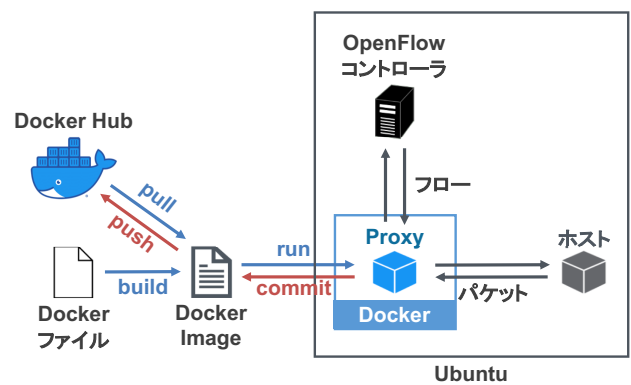 OpenFlow
コントローラ
Docker Hub
pull
push
フロー
Proxy
ホスト
run
build
commit
パケット
Docker
ファイル
Docker
Image
Docker
Ubuntu